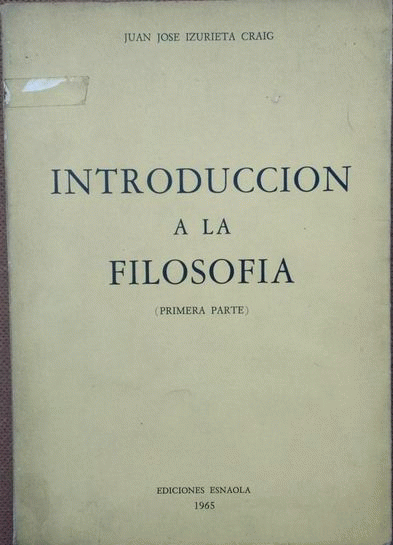 JUAN JOSE IZURIETA CRAIG
INTRODUCCION
A LA
FILOSOFIA
(PRIMERA PARTE)
EDICIONES ESNAOLA
1965